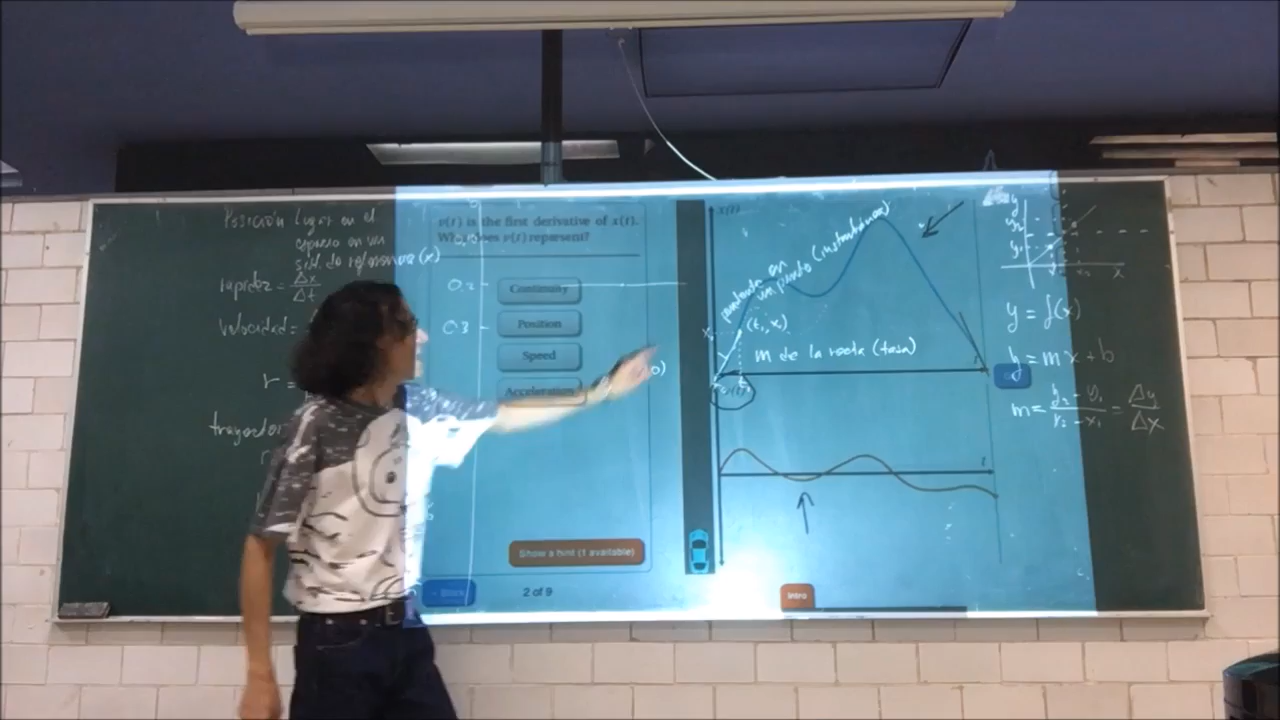 Posición Lugar en el
espacio en un
sist. de referencia (x)
rapidez = Δx
Δt
velocidad =
r =
v(t) is the first derivative of x(t).
What does v(t) represent?
0.2
0.3
Continuity
Position
Speed
Acceleration
Show a hint (1 available)
2 of 9
x(t)
pendiente en
un punto (instantánea)
(t₁, x₁)
m de la recta (tasa)
v(t)
t
t
Intro
y
x
y = f(x)
y = mx + b
m = y₂ - y₁ = Δy
x₂ - x₁ Δx